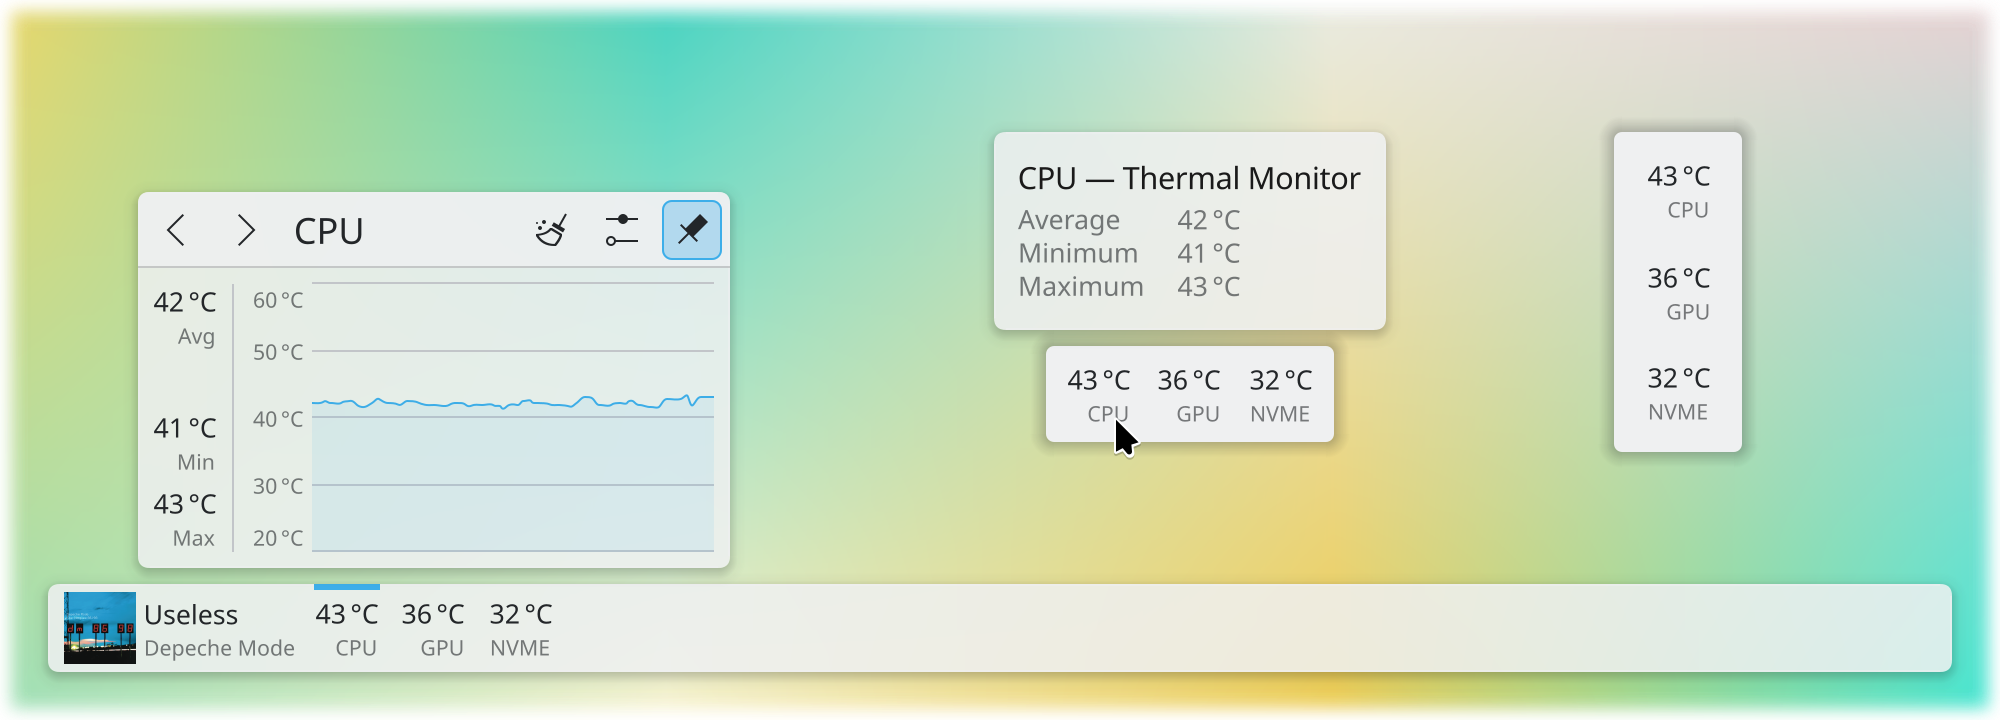 CPU
42 °C
Avg
41 °C
Min
43 °C
Max
60 °C
50 °C
40 °C
30 °C
20 °C
CPU — Thermal Monitor
Average 42 °C
Minimum 41 °C
Maximum 43 °C
43 °C 36 °C 32 °C
CPU GPU NVME
43 °C
CPU
36 °C
GPU
32 °C
NVME
Useless
Depeche Mode
43 °C 36 °C 32 °C
CPU GPU NVME